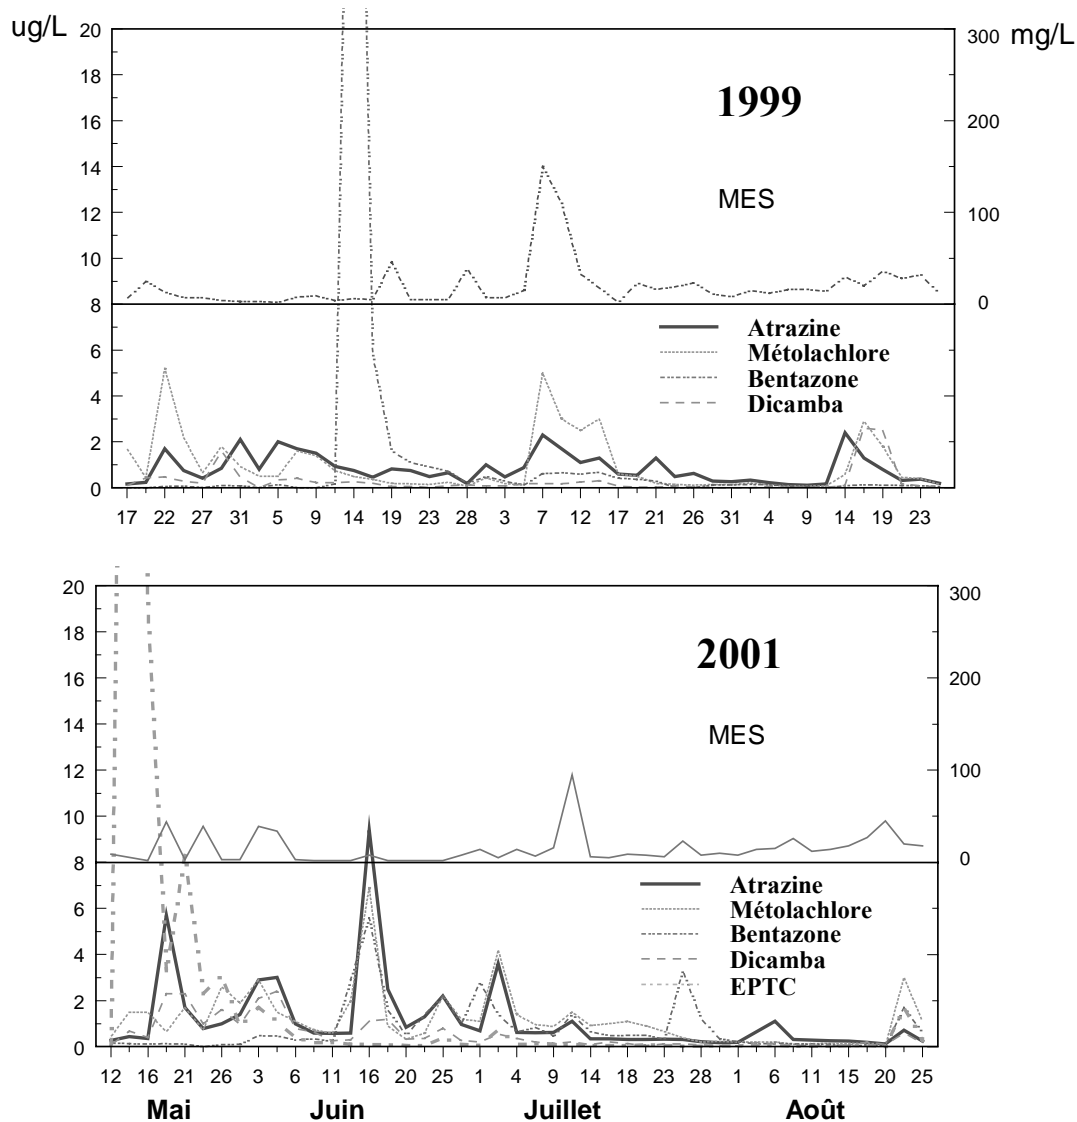 ug/L
mg/L
20 300
18
1999
16 200
14
MES
12 100
10
8 0
Atrazine
6 Métolachlore
4 Bentazone
Dicamba
2
0
17 22 27 31 5 9 14 19 23 28 3 7 12 17 21 26 31 4 9 14 19 23
20 300
18
2001
16 200
14
MES
12 100
10
8 0
Atrazine
6 Métolachlore
Bentazone
4 Dicamba
EPTC
2
0
12 16 21 26 3 6 11 16 20 25 1 4 9 14 18 23 28 1 6 11 15 20 25
Mai Juin Juillet Août